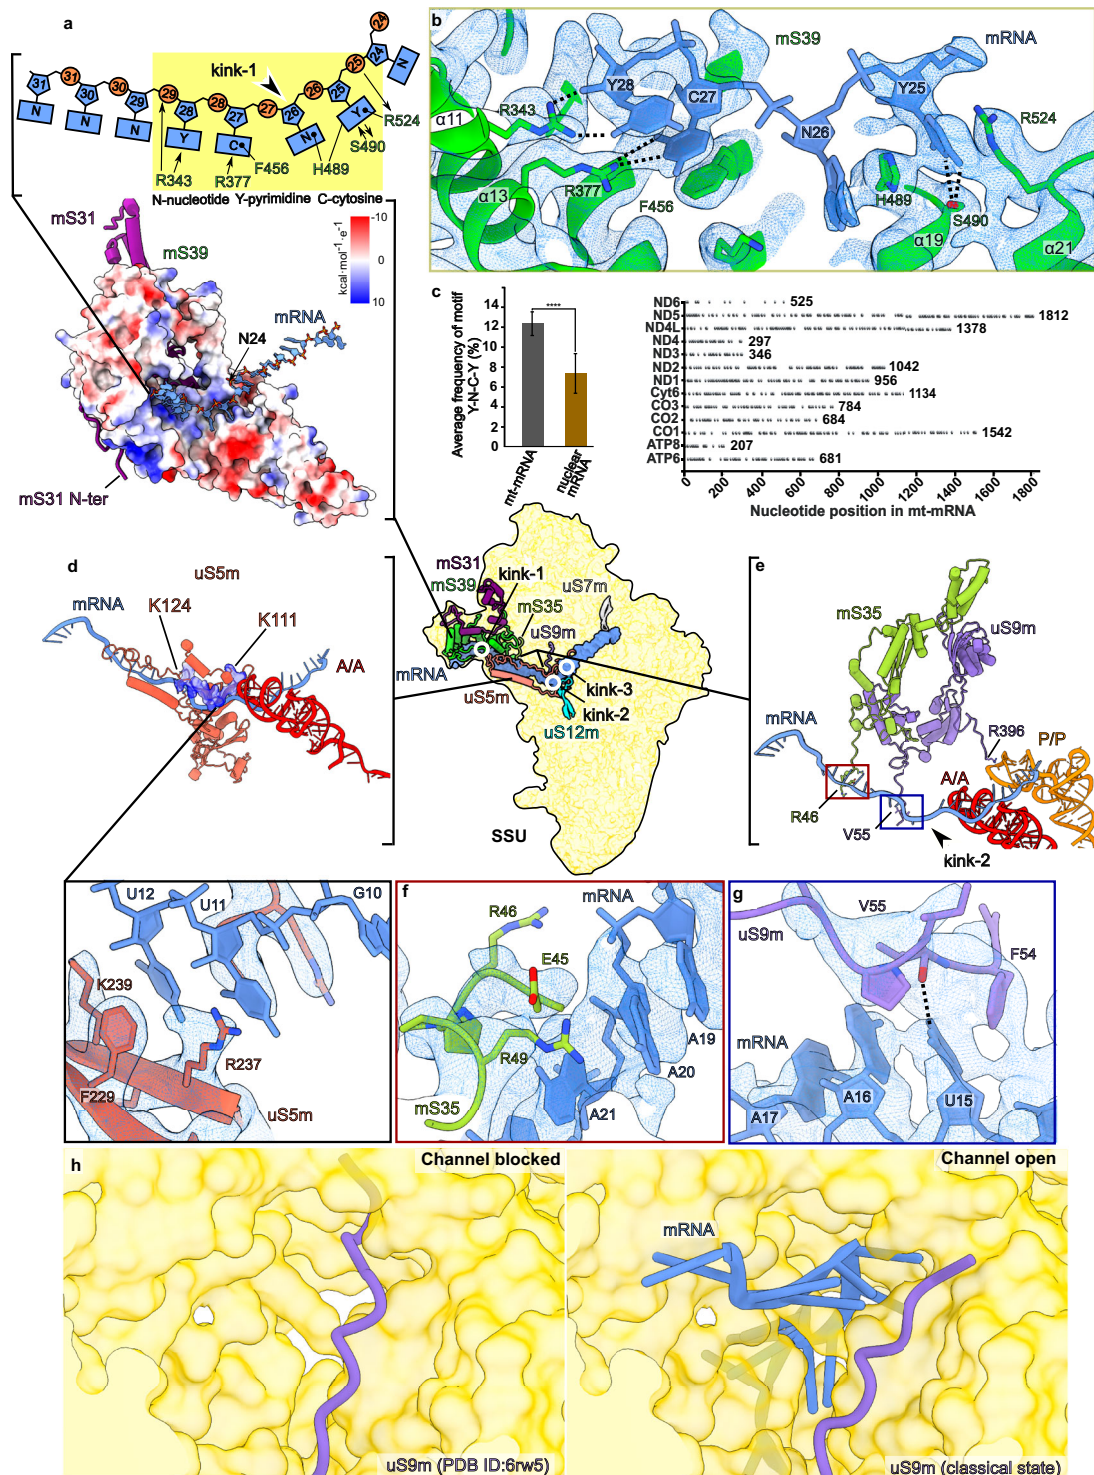 a
24
31
31
30
30
29
29
28
28
27
27
26
26
25
25
24
N
N
N
Y
C
N
Y
N
kink-1
R343
R377
F456
H489
S490
R524
N-nucleotide Y-pyrimidine C-cytosine
mS31
mS39
-10
0
10
kcal·mol⁻¹·e⁻¹
mRNA
N24
mS31 N-ter
b
mS39
mRNA
Y28
C27
Y25
R343
α11
N26
R524
α13
R377
F456
H489
S490
α19
α21
c
Average frequency of motif
Y-N-C-Y (%)
16
14
12
10
8
6
4
2
0
****
mt-mRNA
nuclear
mRNA
ND6 525
ND5 1812
ND4L 1378
ND4 297
ND3 346
ND2 1042
ND1 956
Cyt6 1134
CO3 784
CO2 684
CO1 1542
ATP8 207
ATP6 681
0 200 400 600 800 1000 1200 1400 1600 1800
Nucleotide position in mt-mRNA
d
uS5m
mRNA
K124
K111
A/A
mS31
kink-1
mS39
mS35
uS7m
uS9m
mRNA
uS5m
kink-3
kink-2
uS12m
SSU
e
mS35
uS9m
mRNA
R396
P/P
A/A
R46
V55
kink-2
U12
U11
G10
K239
R237
F229
uS5m
f
mRNA
R46
E45
R49
A19
A20
A21
mS35
g
V55
uS9m
F54
mRNA
A17
A16
U15
h
Channel blocked
uS9m (PDB ID:6rw5)
Channel open
mRNA
uS9m (classical state)